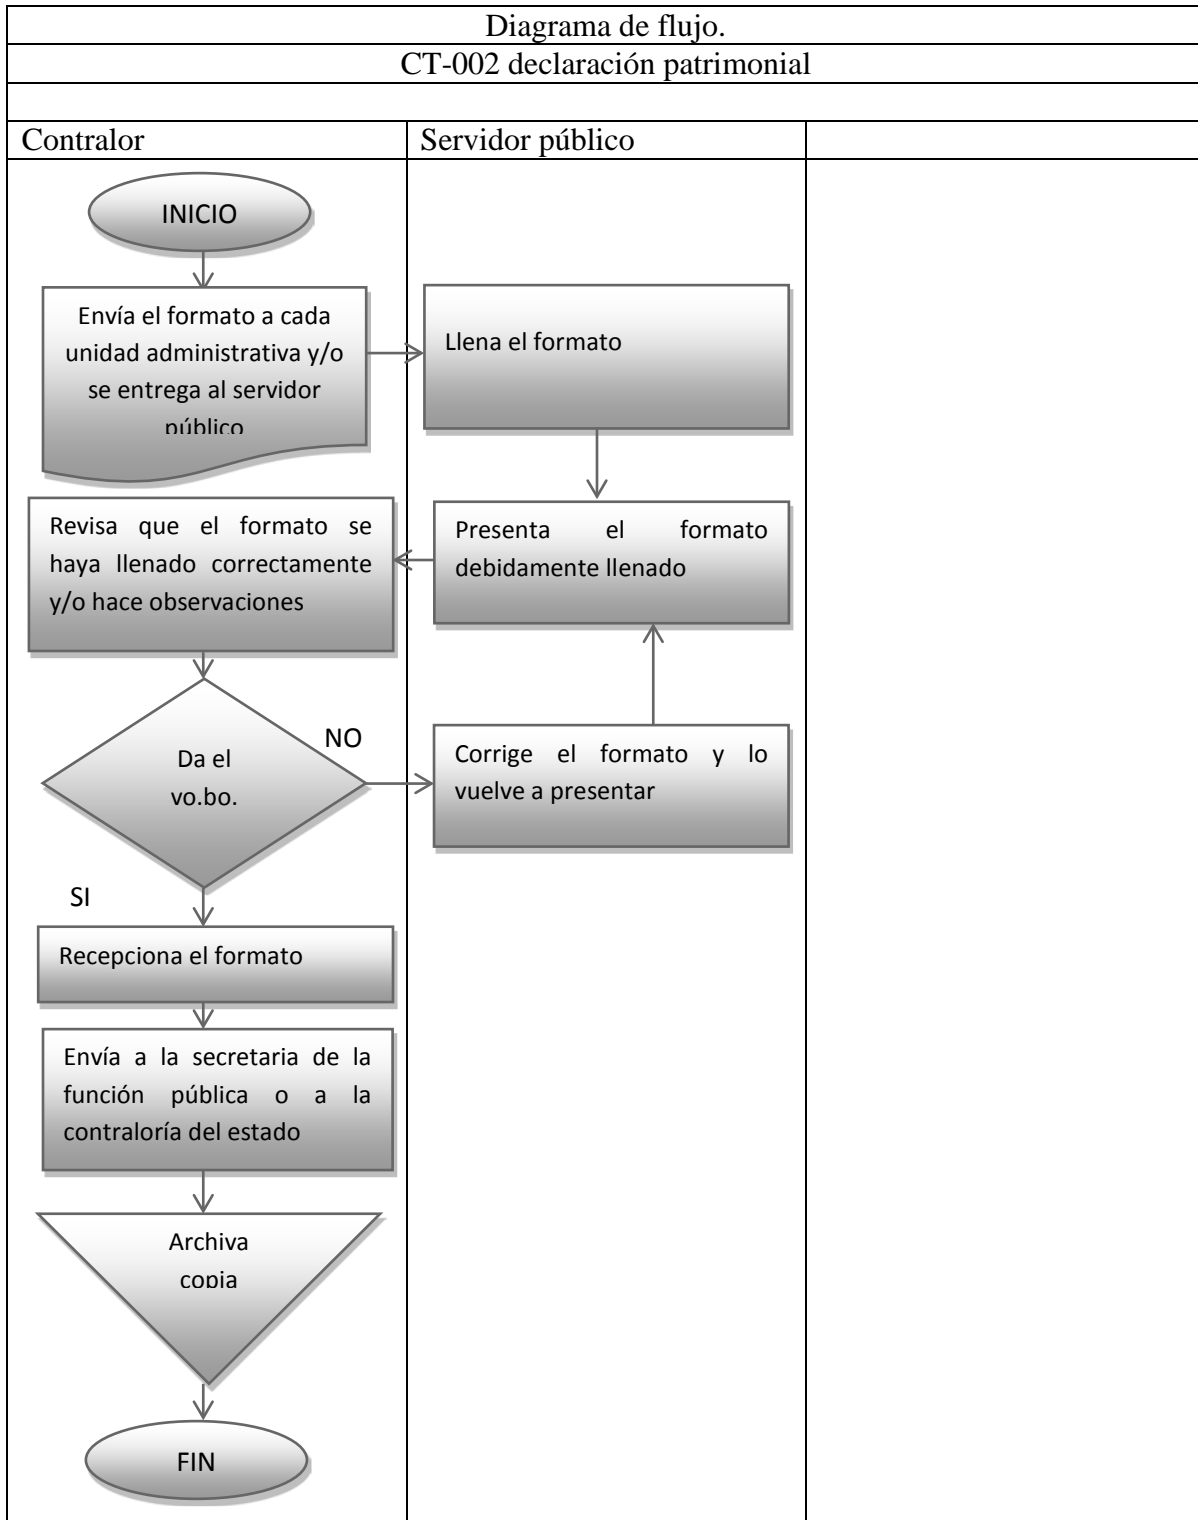 Diagrama de flujo.
CT-002 declaración patrimonial
Contralor
Servidor público
INICIO
Envía el formato a cada
unidad administrativa y/o
se entrega al servidor
público
Llena el formato
Revisa que el formato se
haya llenado correctamente
y/o hace observaciones
Presenta el formato
debidamente llenado
Da el
vo.bo.
NO
Corrige el formato y lo
vuelve a presentar
SI
Recepciona el formato
Envía a la secretaria de la
función pública o a la
contraloría del estado
Archiva
copia
FIN